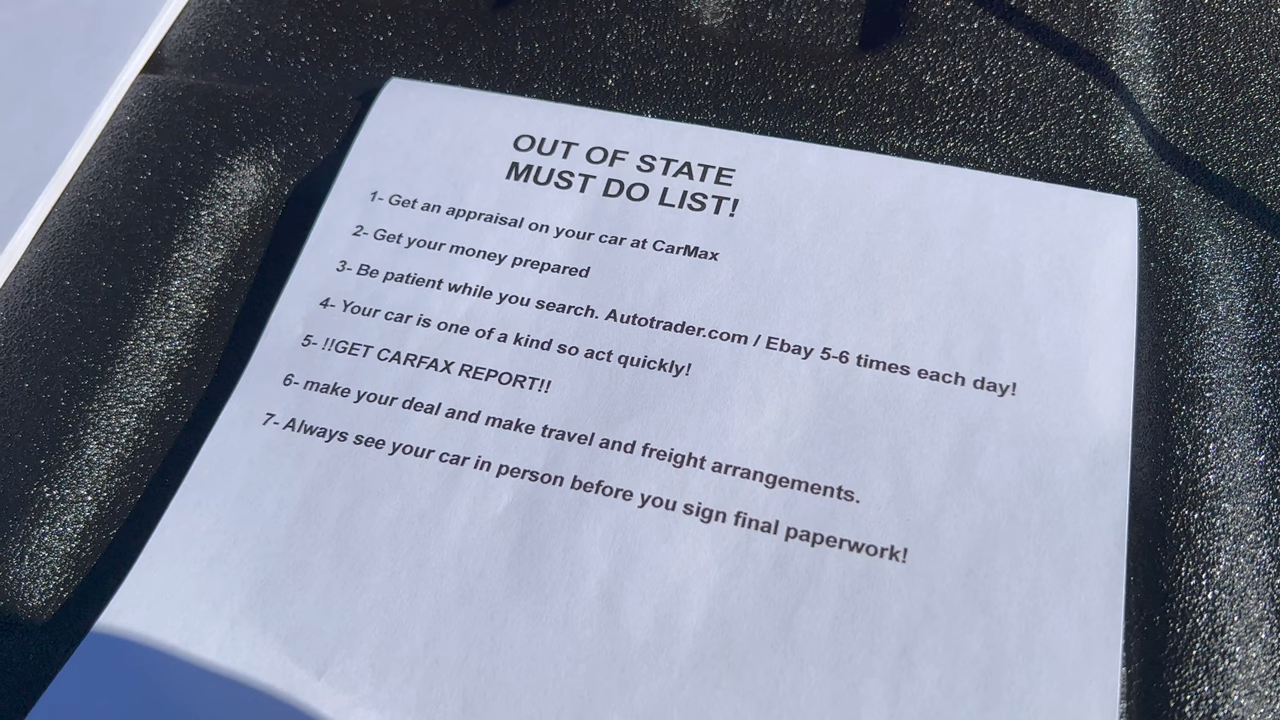 OUT OF STATE
MUST DO LIST!
1- Get an appraisal on your car at CarMax
2- Get your money prepared
3- Be patient while you search. Autotrader.com / Ebay 5-6 times each day!
4- Your car is one of a kind so act quickly!
5- !!GET CARFAX REPORT!!
6- make your deal and make travel and freight arrangements.
7- Always see your car in person before you sign final paperwork!